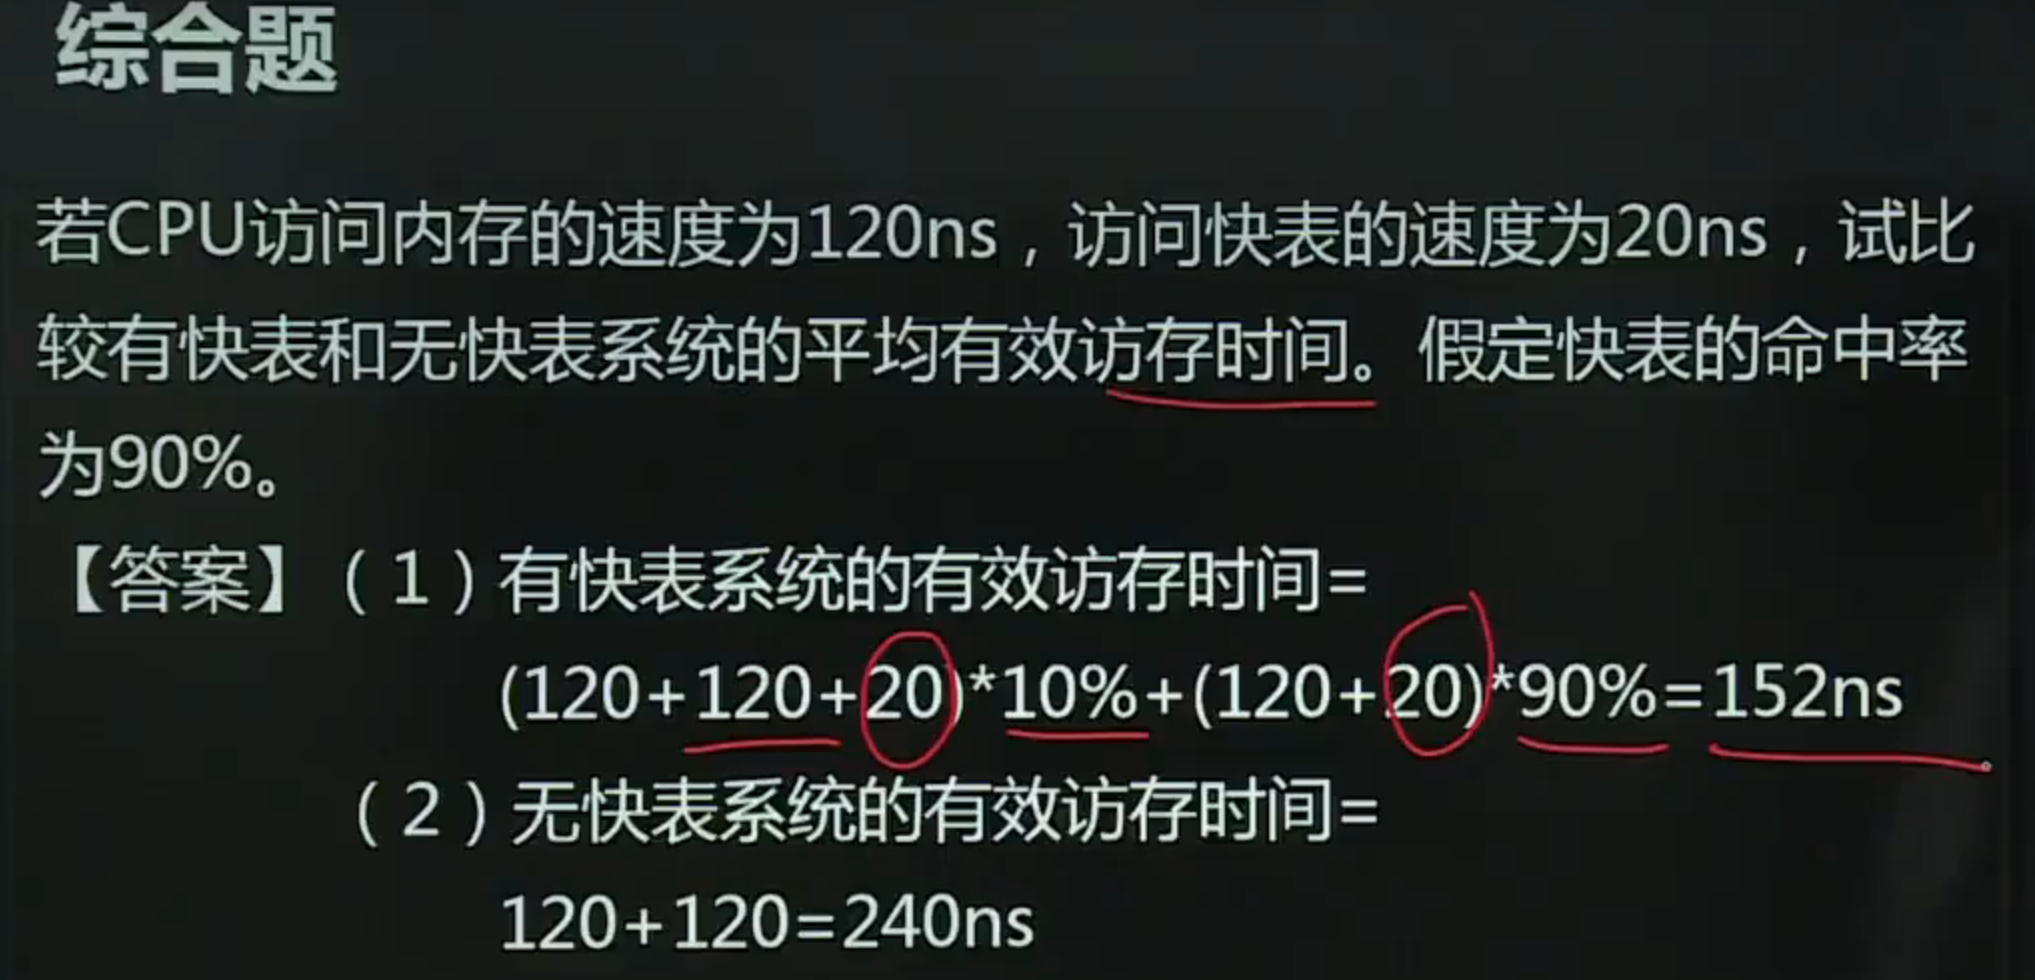 综合题
若CPU访问内存的速度为120ns，访问快表的速度为20ns，试比
较有快表和无快表系统的平均有效访存时间。假定快表的命中率
为90%。
【答案】（1）有快表系统的有效访存时间=
(120+120+20)*10%+(120+20)*90%=152ns
（2）无快表系统的有效访存时间=
120+120=240ns